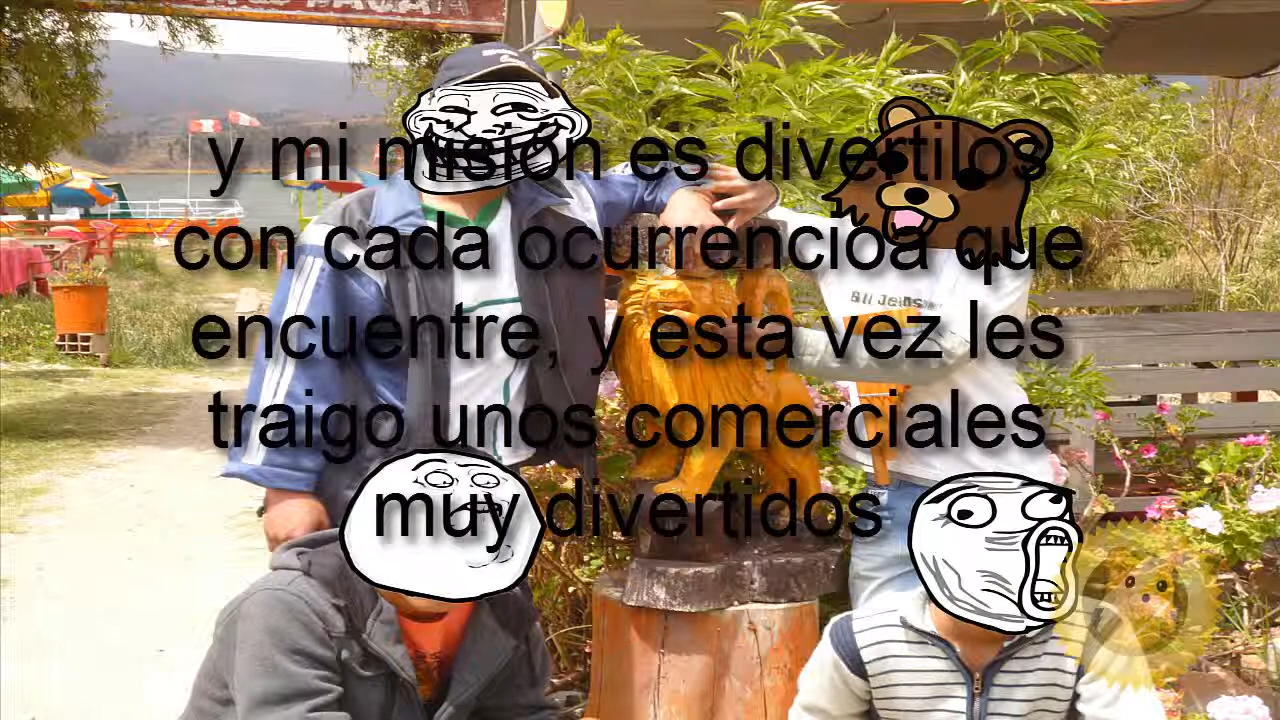 y mi misión es divertilos
con cada ocurrencioa que
encuentre, y esta vez les
traigo unos comerciales
muy divertidos